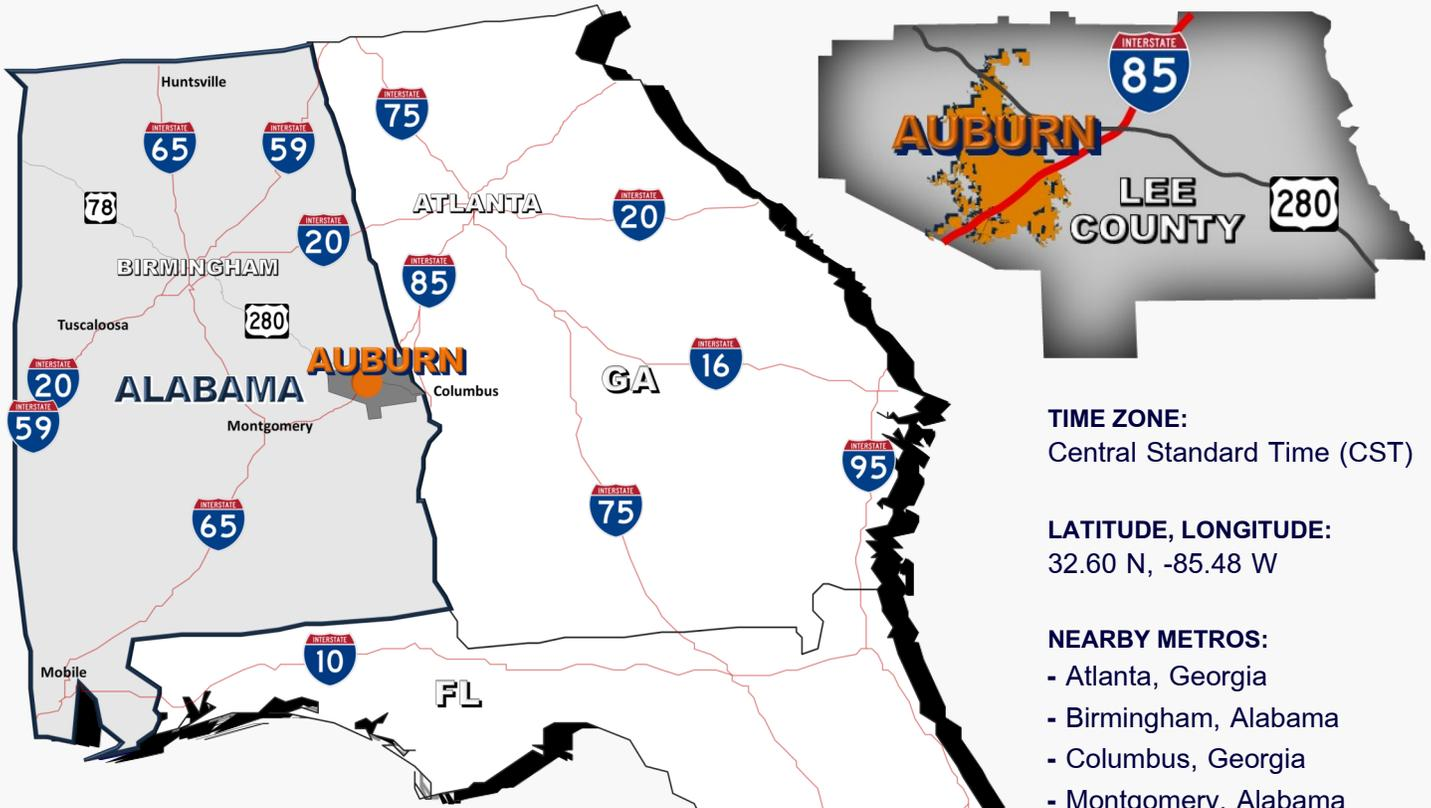 Huntsville
INTERSTATE
65
INTERSTATE
59
INTERSTATE
75
78
ATLANTA
INTERSTATE
20
INTERSTATE
20
BIRMINGHAM
INTERSTATE
85
Tuscaloosa
280
AUBURN
INTERSTATE
20
INTERSTATE
59
ALABAMA
Columbus
GA
INTERSTATE
16
Montgomery
INTERSTATE
95
INTERSTATE
65
INTERSTATE
75
INTERSTATE
10
Mobile
FL
INTERSTATE
85
AUBURN
LEE
COUNTY
280
TIME ZONE:
Central Standard Time (CST)
LATITUDE, LONGITUDE:
32.60 N, -85.48 W
NEARBY METROS:
- Atlanta, Georgia
- Birmingham, Alabama
- Columbus, Georgia
- Montgomery, Alabama